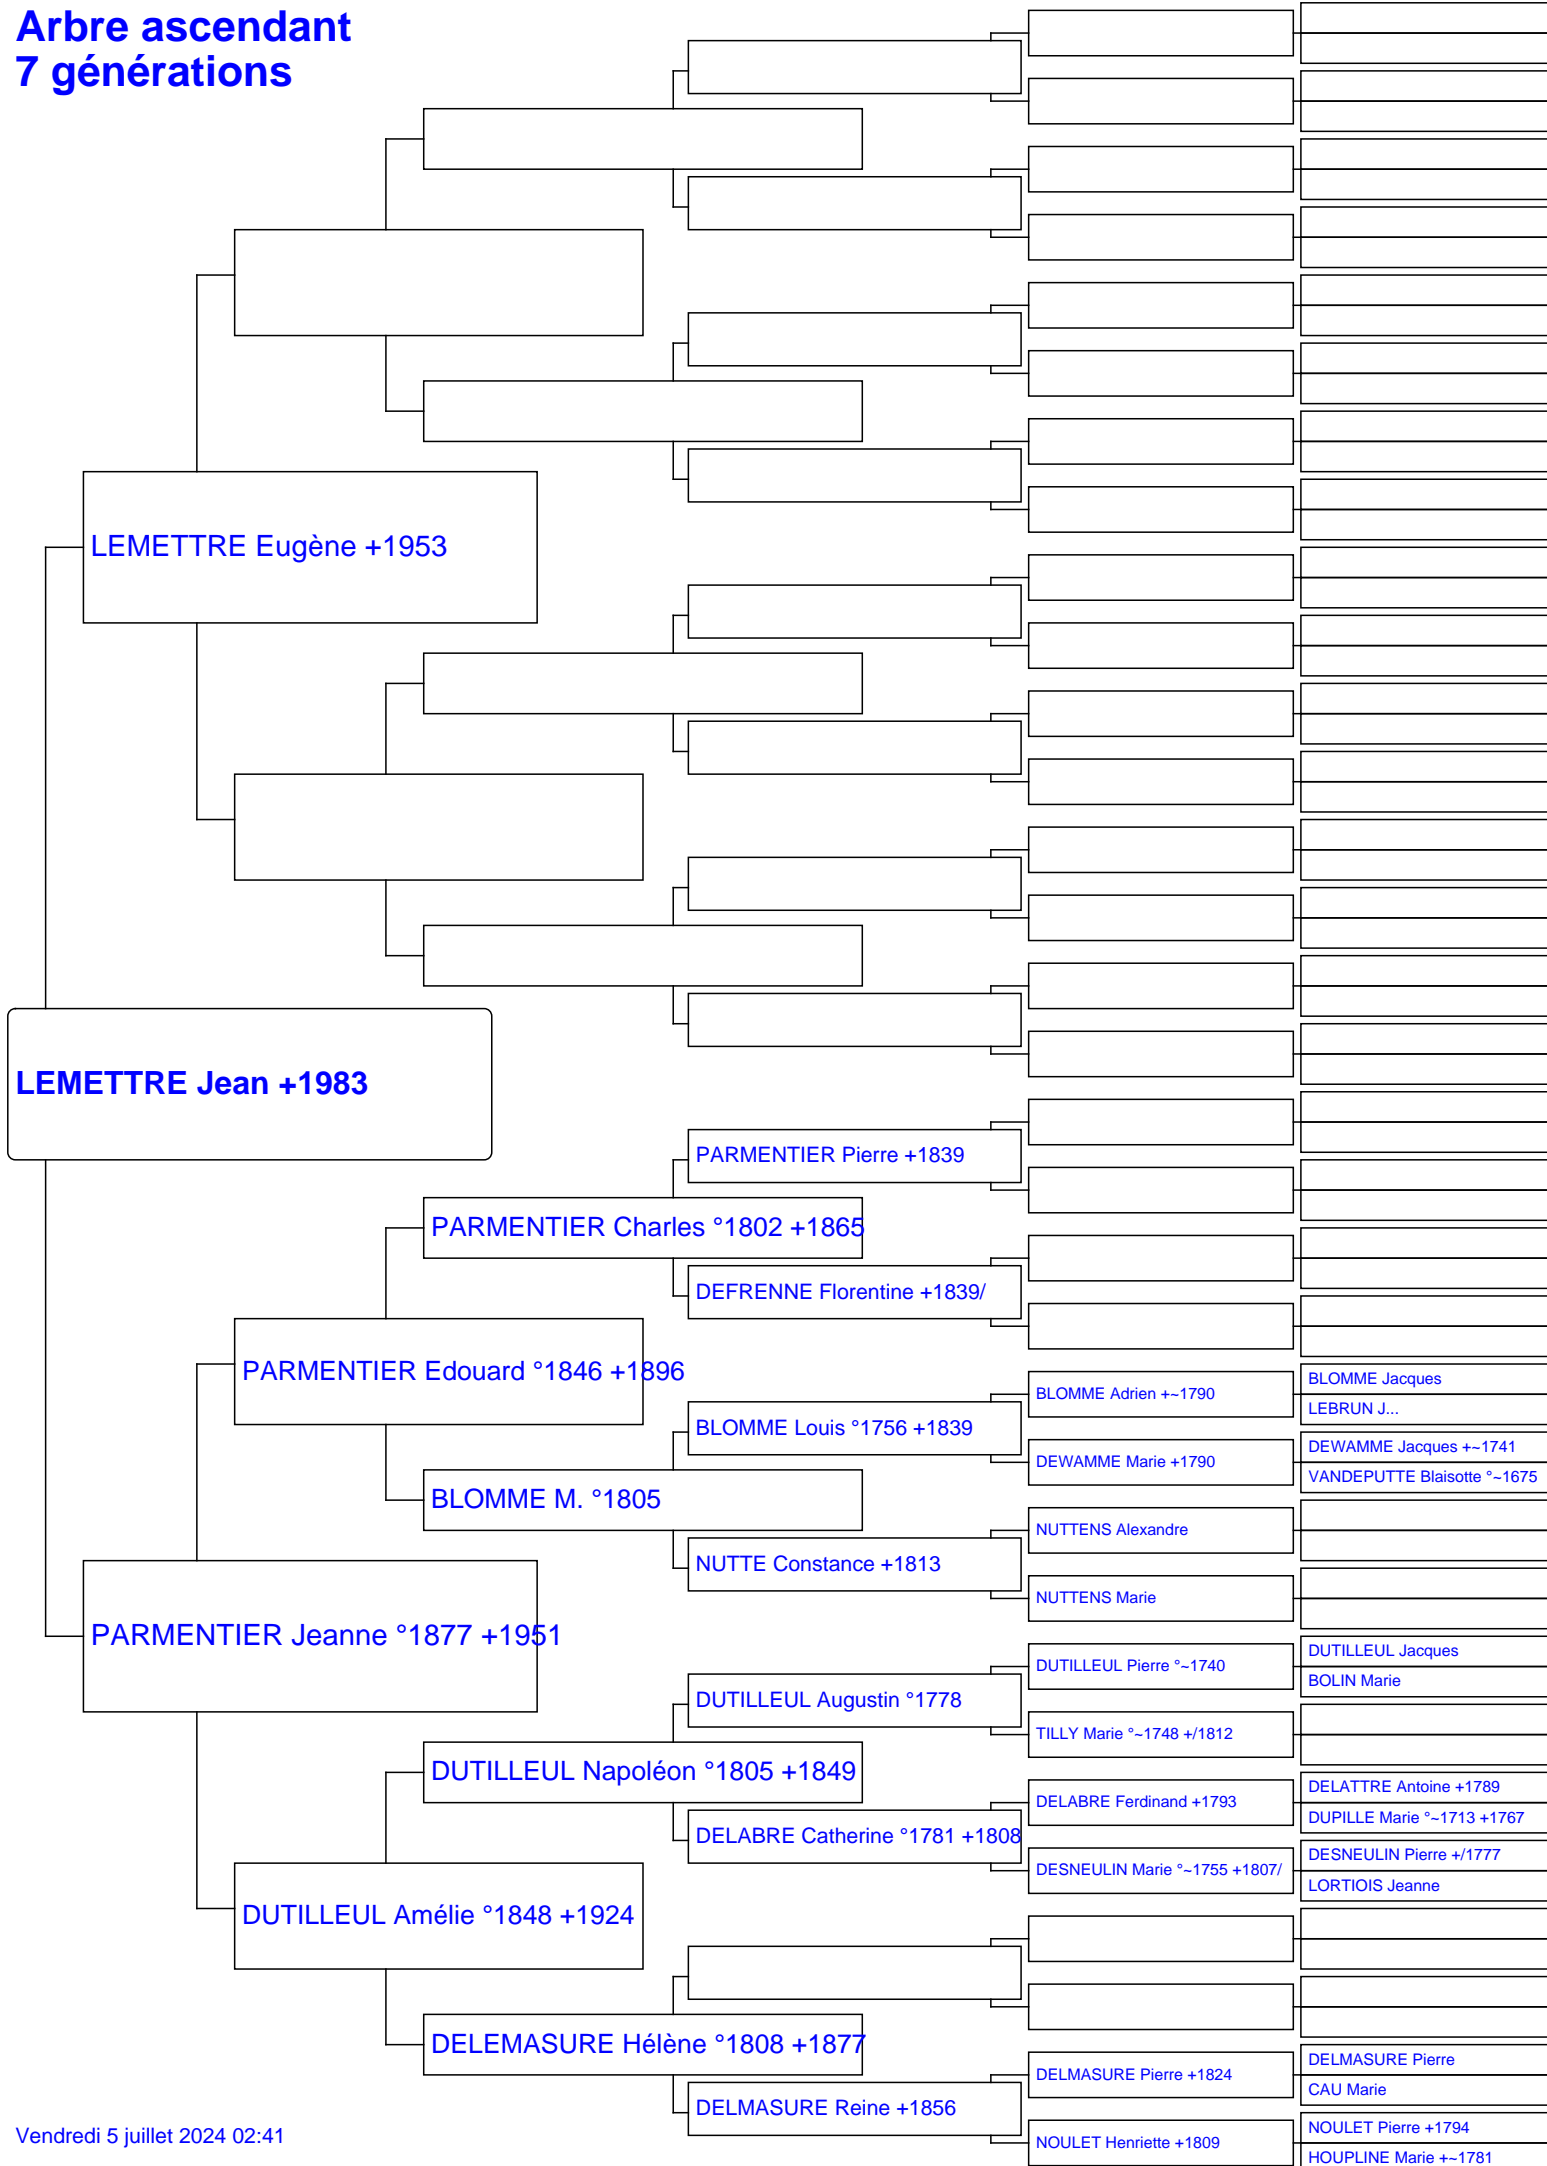 Arbre ascendant
7 générations
LEMETTRE Eugène +1953
LEMETTRE Jean +1983
PARMENTIER Pierre +1839
PARMENTIER Charles °1802 +1865
DEFRENNE Florentine +1839/
PARMENTIER Edouard °1846 +1896
BLOMME Jacques
BLOMME Adrien +~1790
LEBRUN J...
BLOMME Louis °1756 +1839
DEWAMME Jacques +~1741
DEWAMME Marie +1790
VANDEPUTTE Blaisotte °~1675
BLOMME M. °1805
NUTTENS Alexandre
NUTTE Constance +1813
NUTTENS Marie
PARMENTIER Jeanne °1877 +1951
DUTILLEUL Jacques
DUTILLEUL Pierre °~1740
BOLIN Marie
DUTILLEUL Augustin °1778
TILLY Marie °~1748 +/1812
DUTILLEUL Napoléon °1805 +1849
DELATTRE Antoine +1789
DELABRE Ferdinand +1793
DUPILLE Marie °~1713 +1767
DELABRE Catherine °1781 +1808
DESNEULIN Pierre +/1777
DESNEULIN Marie °~1755 +1807/
LORTIOIS Jeanne
DUTILLEUL Amélie °1848 +1924
DELEMASURE Hélène °1808 +1877
DELMASURE Pierre
DELMASURE Pierre +1824
CAU Marie
DELMASURE Reine +1856
NOULET Pierre +1794
NOULET Henriette +1809
HOUPLINE Marie +~1781
Vendredi 5 juillet 2024 02:41